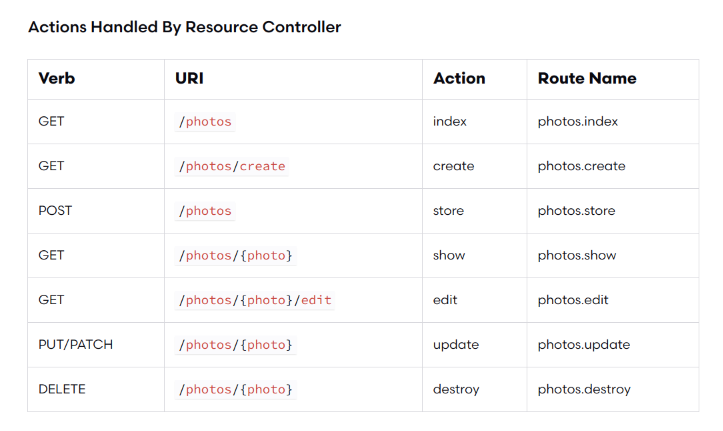 Actions Handled By Resource Controller
Verb URI Action Route Name
GET /photos index photos.index
GET /photos/create create photos.create
POST /photos store photos.store
GET /photos/{photo} show photos.show
GET /photos/{photo}/edit edit photos.edit
PUT/PATCH /photos/{photo} update photos.update
DELETE /photos/{photo} destroy photos.destroy